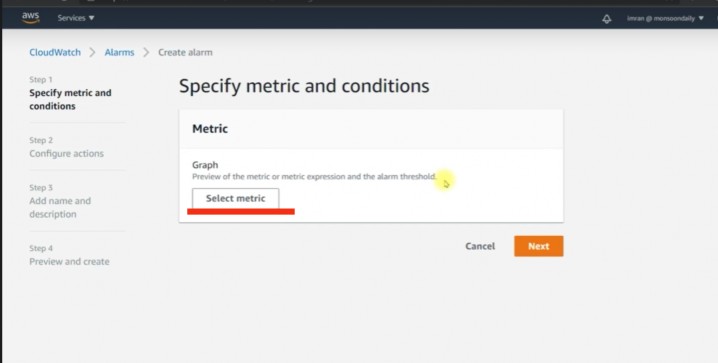 aws
Services ▼
imran @ monsoondaily ▼
CloudWatch > Alarms > Create alarm
Step 1
Specify metric and
conditions
Step 2
Configure actions
Step 3
Add name and
description
Step 4
Preview and create
Specify metric and conditions
Metric
Graph
Preview of the metric or metric expression and the alarm threshold.
Select metric
Cancel
Next